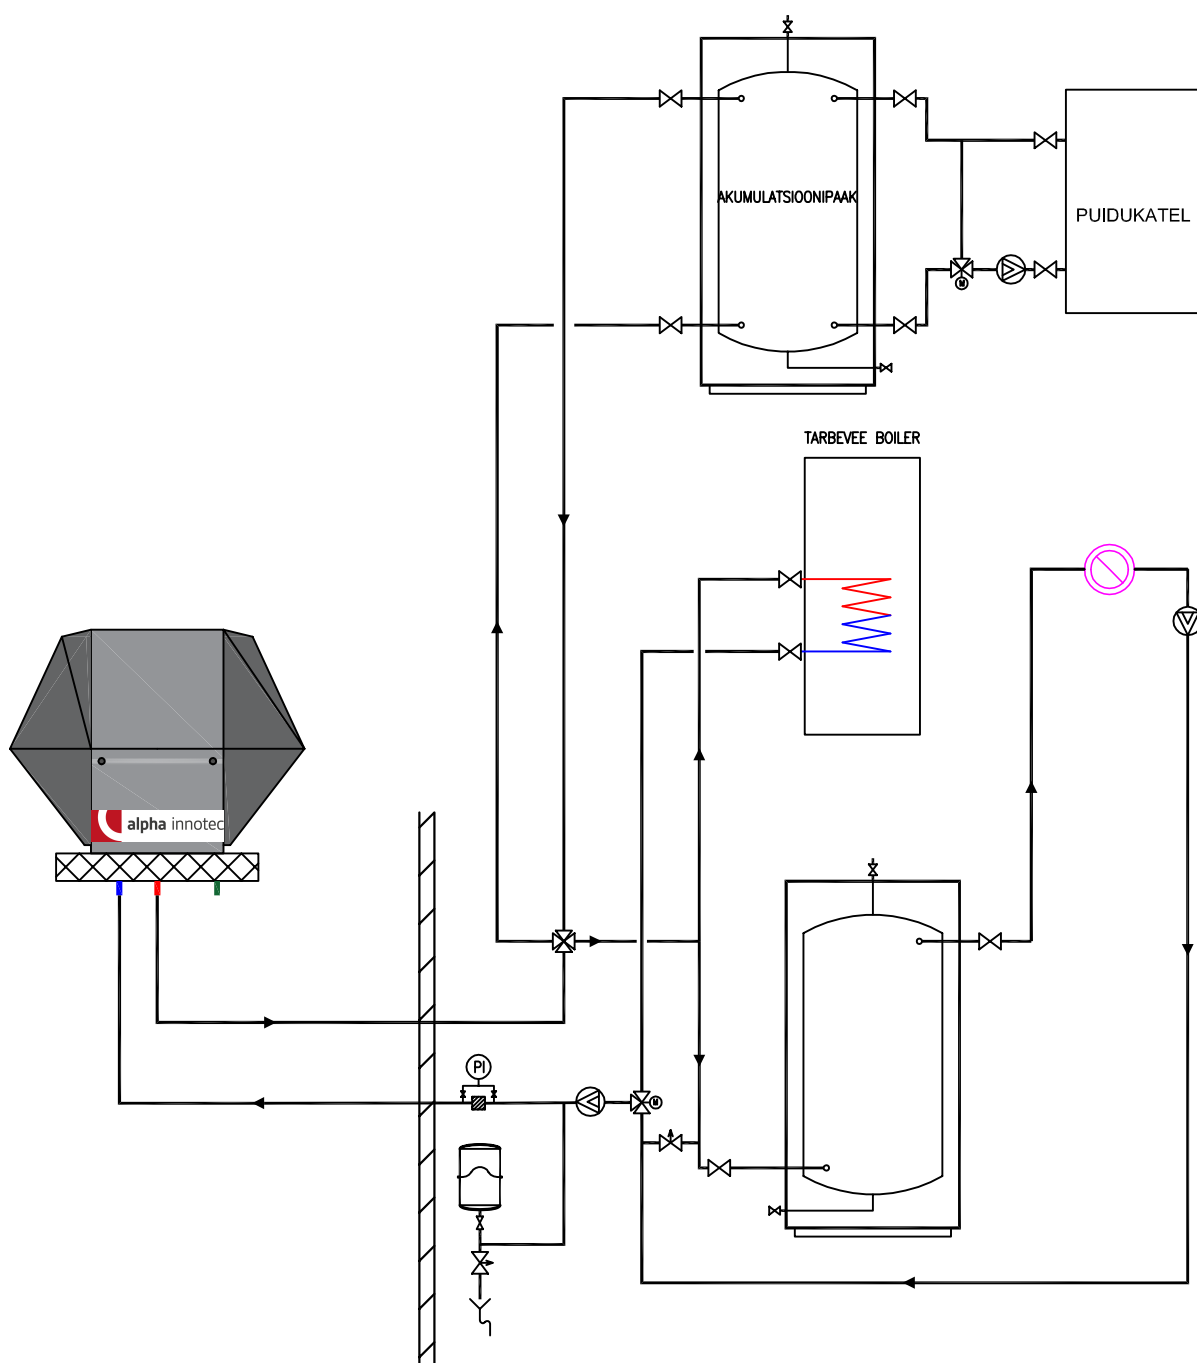 AKUMULATSIOONIPAAK
PUIDUKATEL
M
TARBEVEE BOILER
alpha innotec
PI
M